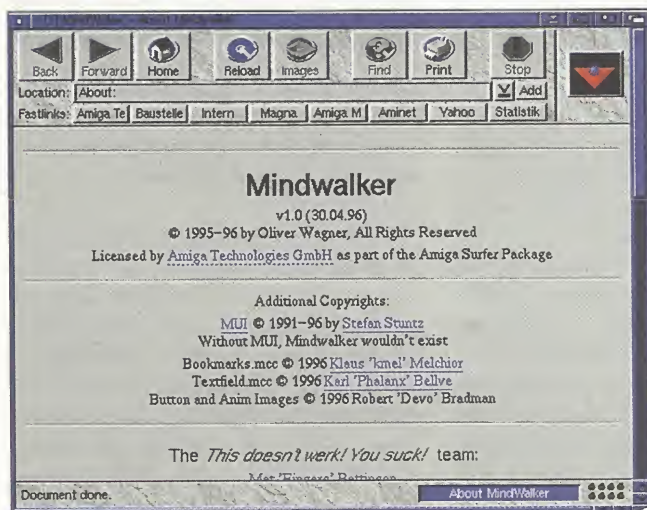 Back Forward Home Reload Images Find Print Stop
Location: About: Add
Fastlinks: Amiga Te Baustelle Intern Magna Amiga M Aminet Yahoo Statistik
Mindwalker
v1.0 (30.04.96)
© 1995-96 by Oliver Wagner, All Rights Reserved
Licensed by Amiga Technologies GmbH as part of the Amiga Surfer Package
Additional Copyrights:
MUI © 1991-96 by Stefan Stuntz
Without MUI, Mindwalker wouldn't exist
Bookmarks.mcc © 1996 Klaus 'kmel' Melchior
Textfield.mcc © 1996 Karl 'Phalanx' Bellve
Button and Anim Images © 1996 Robert 'Devo' Bradman
The This doesn't werk! You suck! team:
Document done. About MindWalker